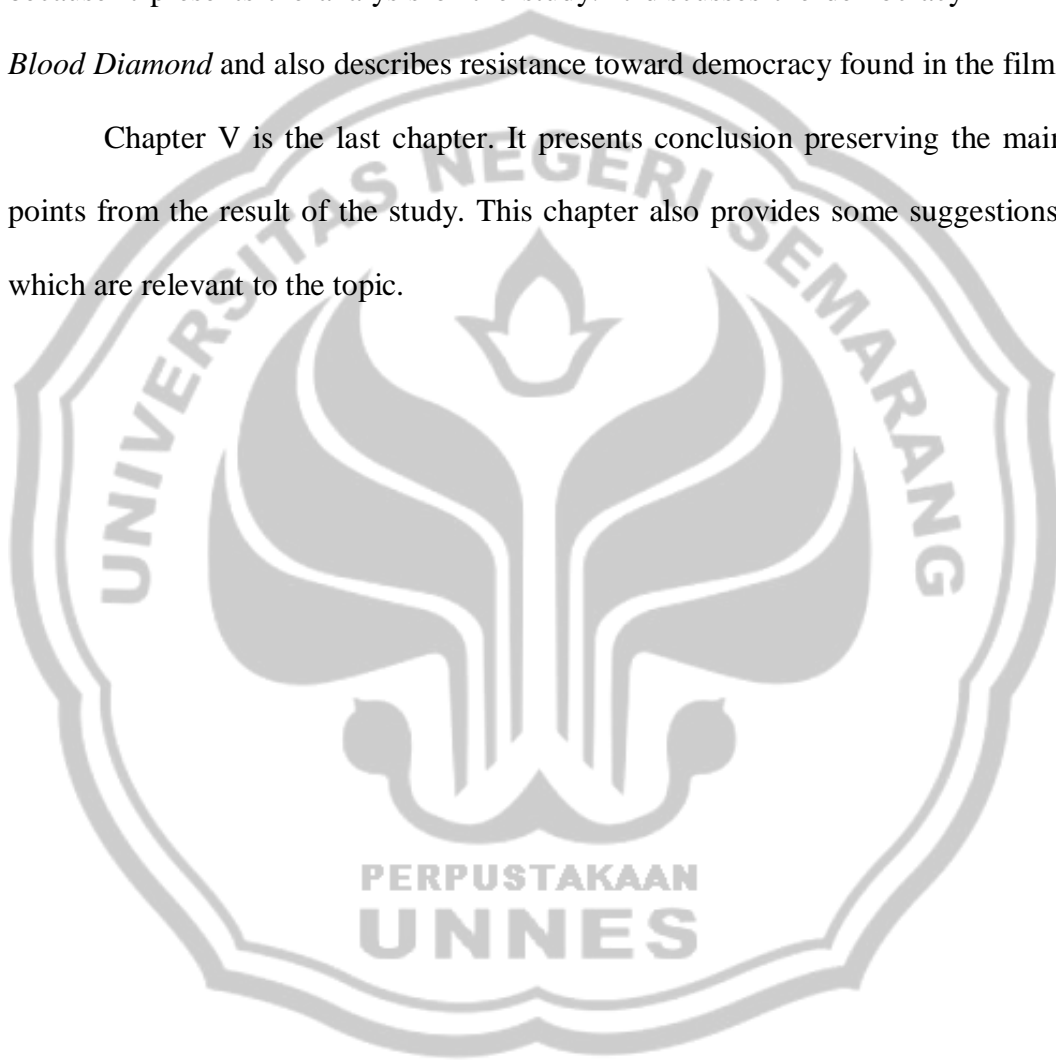 Blood Diamond and also describes resistance toward democracy found in the film
Chapter V is the last chapter. It presents conclusion preserving the main
points from the result of the study. This chapter also provides some suggestions
which are relevant to the topic.
UNIVERSITAS NEGERI SEMARANG
PERPUSTAKAAN
UNNES